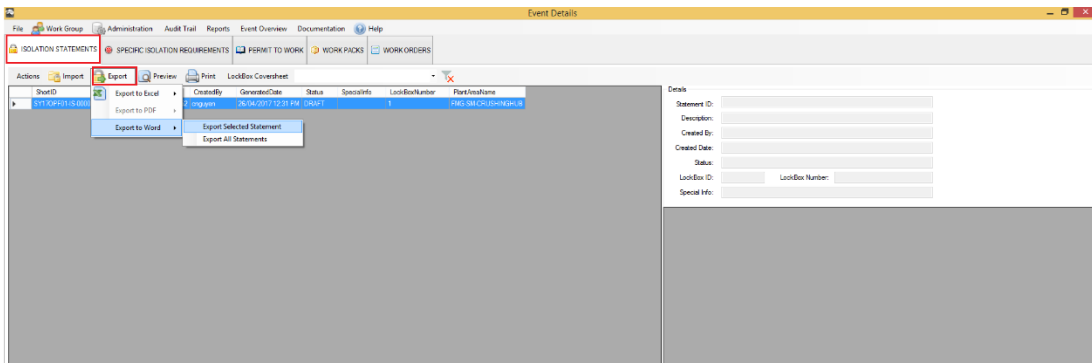 Event Details
File Work Group Administration Audit Trail Reports Event Overview Documentation Help
ISOLATION STATEMENTS SPECIFIC ISOLATION REQUIREMENTS PERMIT TO WORK WORK PACKS WORK ORDERS
Actions Import Export Preview Print LockBox Coversheet
ShortID CreatedBy GeneratedDate Status SpecialInfo LockBoxNumber PlantAreaName
26/04/2017 12:31 PM DRAFT 1 FNG-SM-CRUSHINGHUB
Export to Excel
Export to PDF
Export to Word
Export Selected Statement
Export All Statements
Details
Statement ID:
Description:
Created By:
Created Date:
Status:
LockBox ID: LockBox Number:
Special Info: